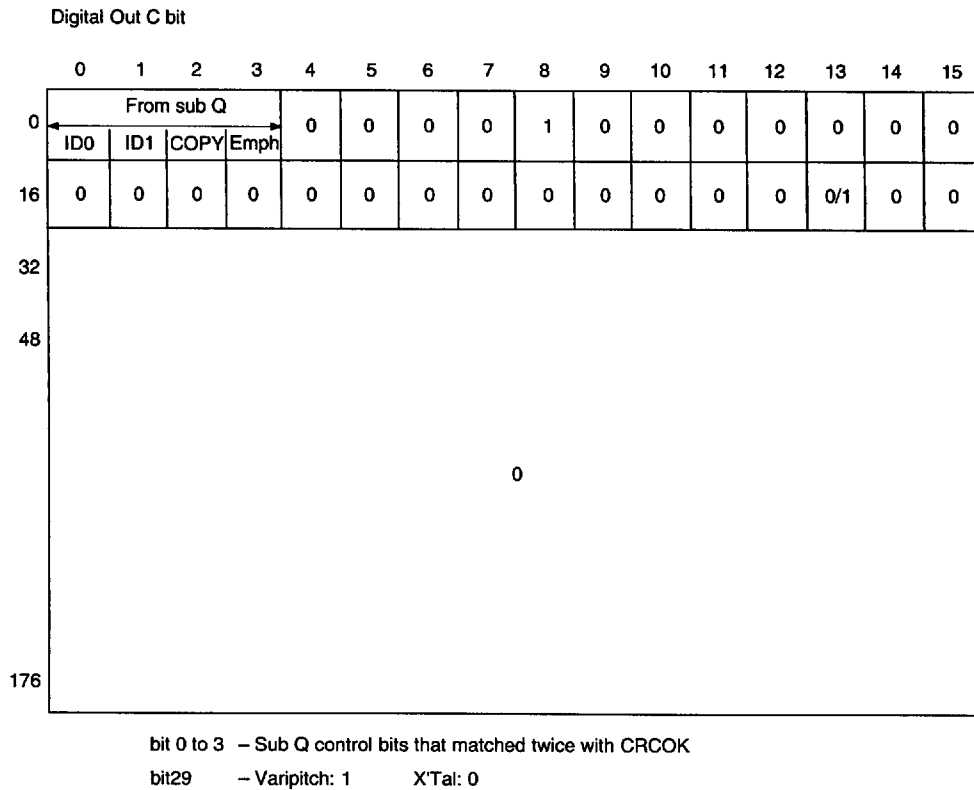 Digital Out C bit
0 1 2 3 4 5 6 7 8 9 10 11 12 13 14 15
From sub Q
0 0 0 0 0 1 0 0 0 0 0 0 0
ID0 ID1 COPY Emph
16 0 0 0 0 0 0 0 0 0 0 0 0 0 0/1 0 0
32
48
0
176
bit 0 to 3 – Sub Q control bits that matched twice with CRCOK
bit29 – Varipitch: 1 X'Tal: 0